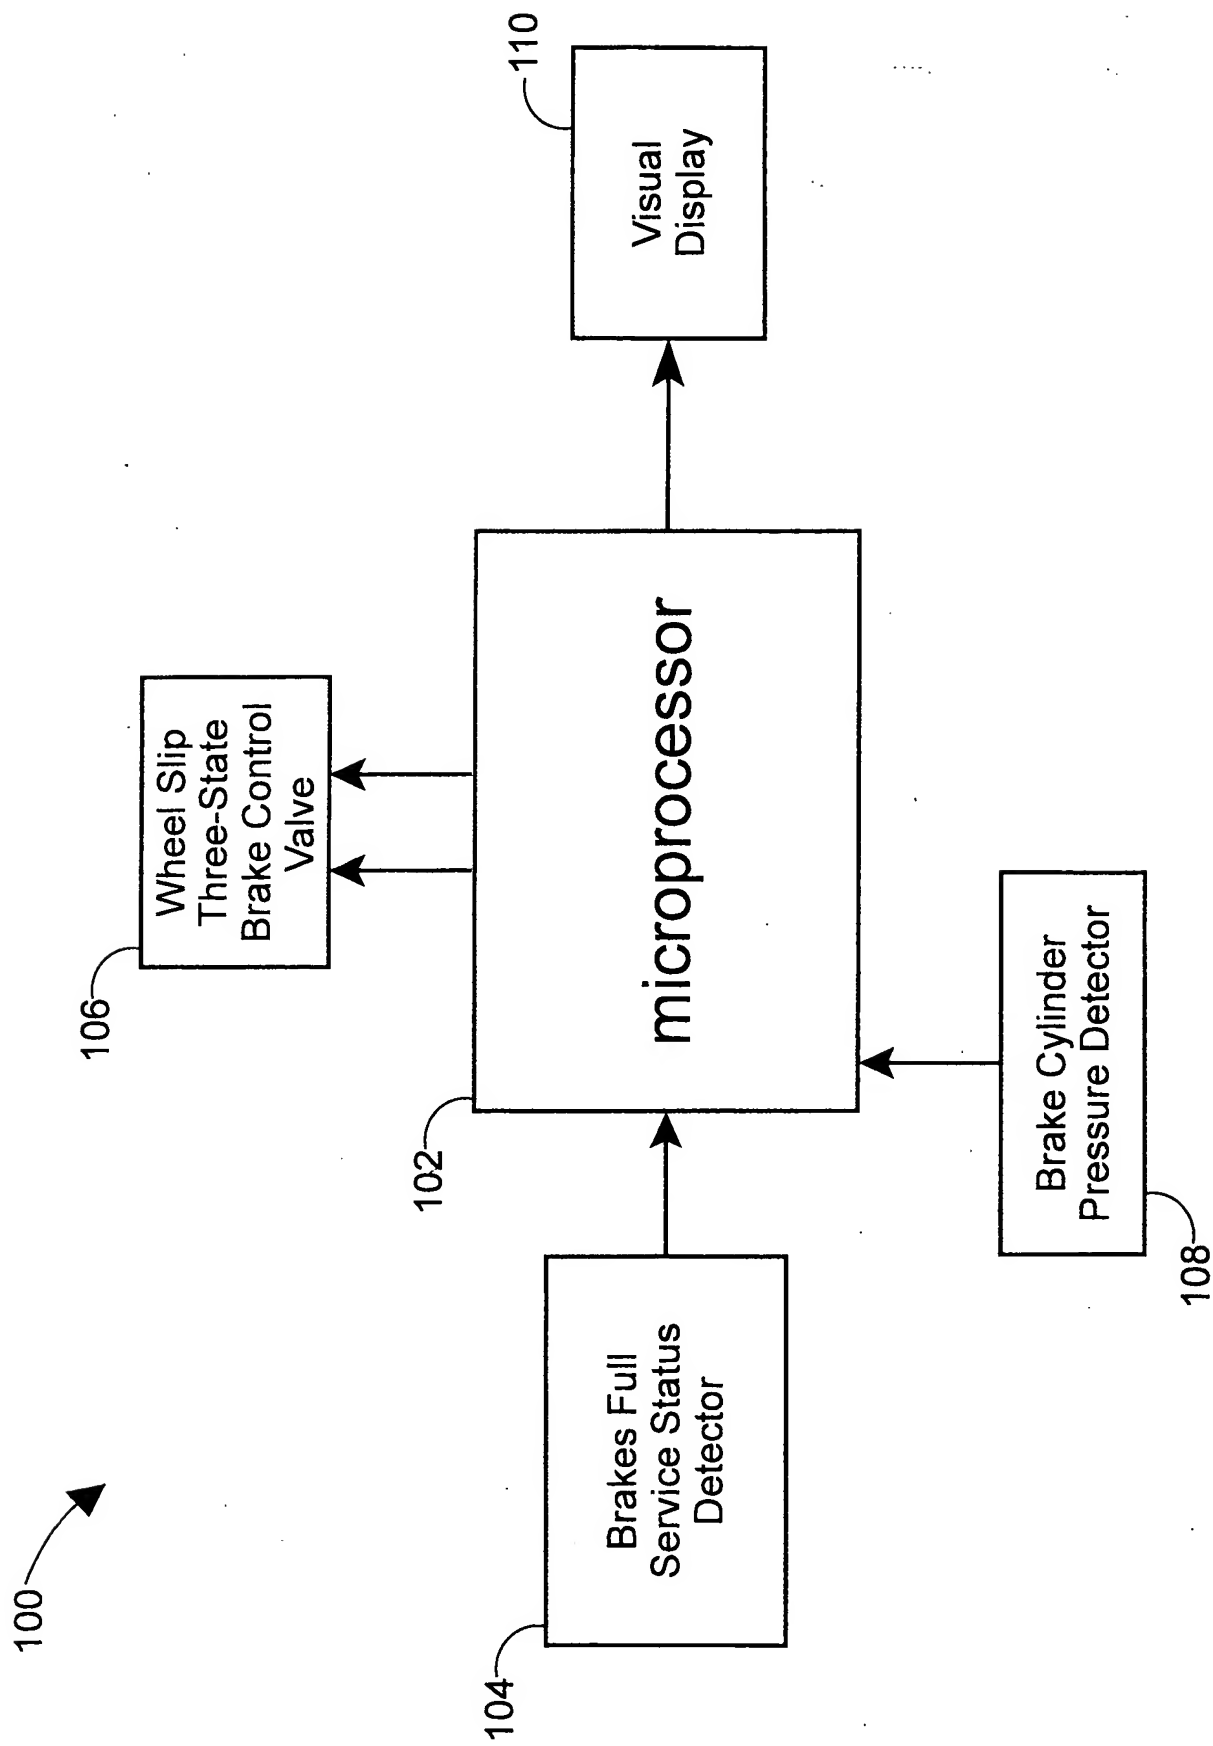 100
106
Wheel Slip
Three-State
Brake Control
Valve
102
microprocessor
104
Brakes Full
Service Status
Detector
110
Visual
Display
108
Brake Cylinder
Pressure Detector